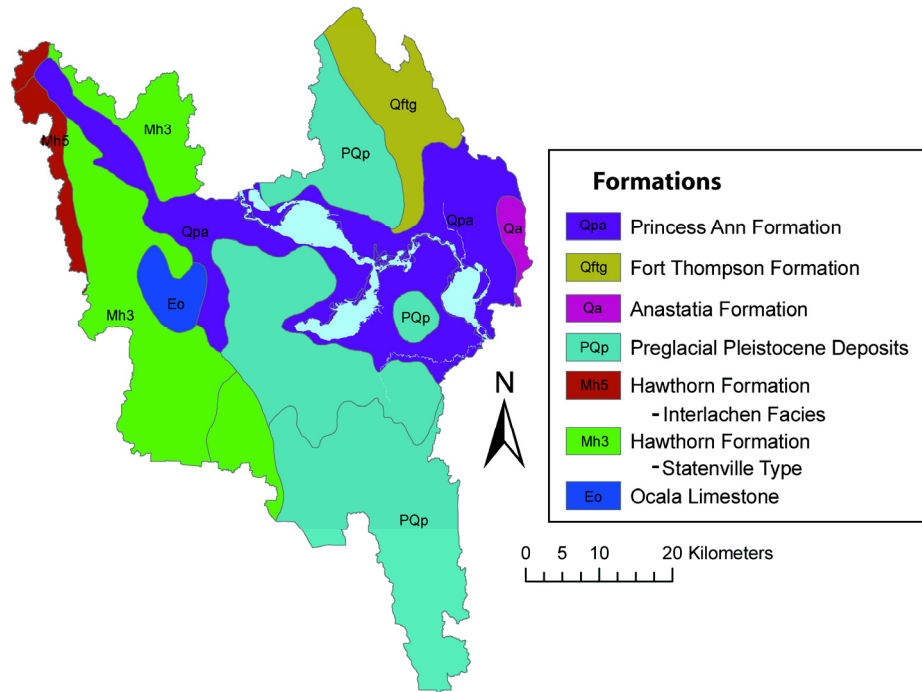 Qftg
Mh5
Mh3
PQp
Qpa
Qa
Qpa
Eo
Mh3
PQp
PQp
N
Formations
Qpa Princess Ann Formation
Qftg Fort Thompson Formation
Qa Anastatia Formation
PQp Preglacial Pleistocene Deposits
Mh5 Hawthorn Formation
- Interlachen Facies
Mh3 Hawthorn Formation
- Statenville Type
Eo Ocala Limestone
0 5 10 20 Kilometers